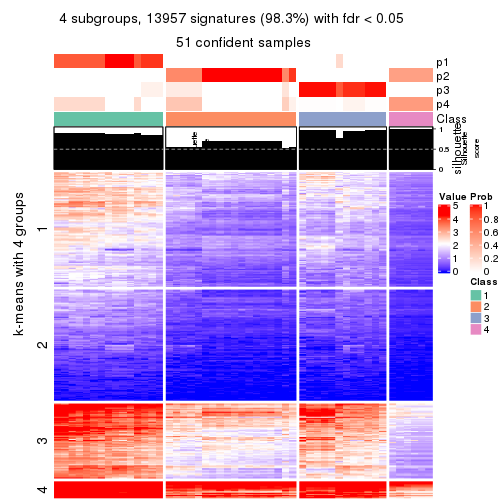 4 subgroups, 13957 signatures (98.3%) with fdr < 0.05
51 confident samples
p1
p2
p3
p4
Class
1
0.5
0
silhouette
Silhouette
score
k-means with 4 groups
1
2
3
4
Value
5
4
3
2
1
0
Prob
1
0.8
0.6
0.4
0.2
0
Class
1
2
3
4